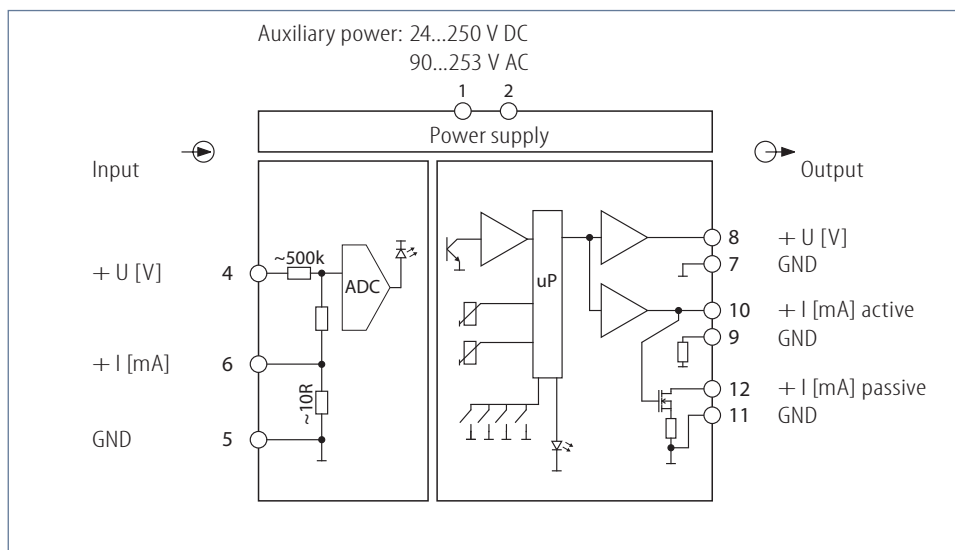 Auxiliary power: 24...250 V DC
90...253 V AC
1 2
Power supply
Input
Output
~500k
ADC
uP
+ U [V] 4
+ I [mA] 6
~10R
GND 5
8 + U [V]
7 GND
10 + I [mA] active
9 GND
12 + I [mA] passive
11 GND